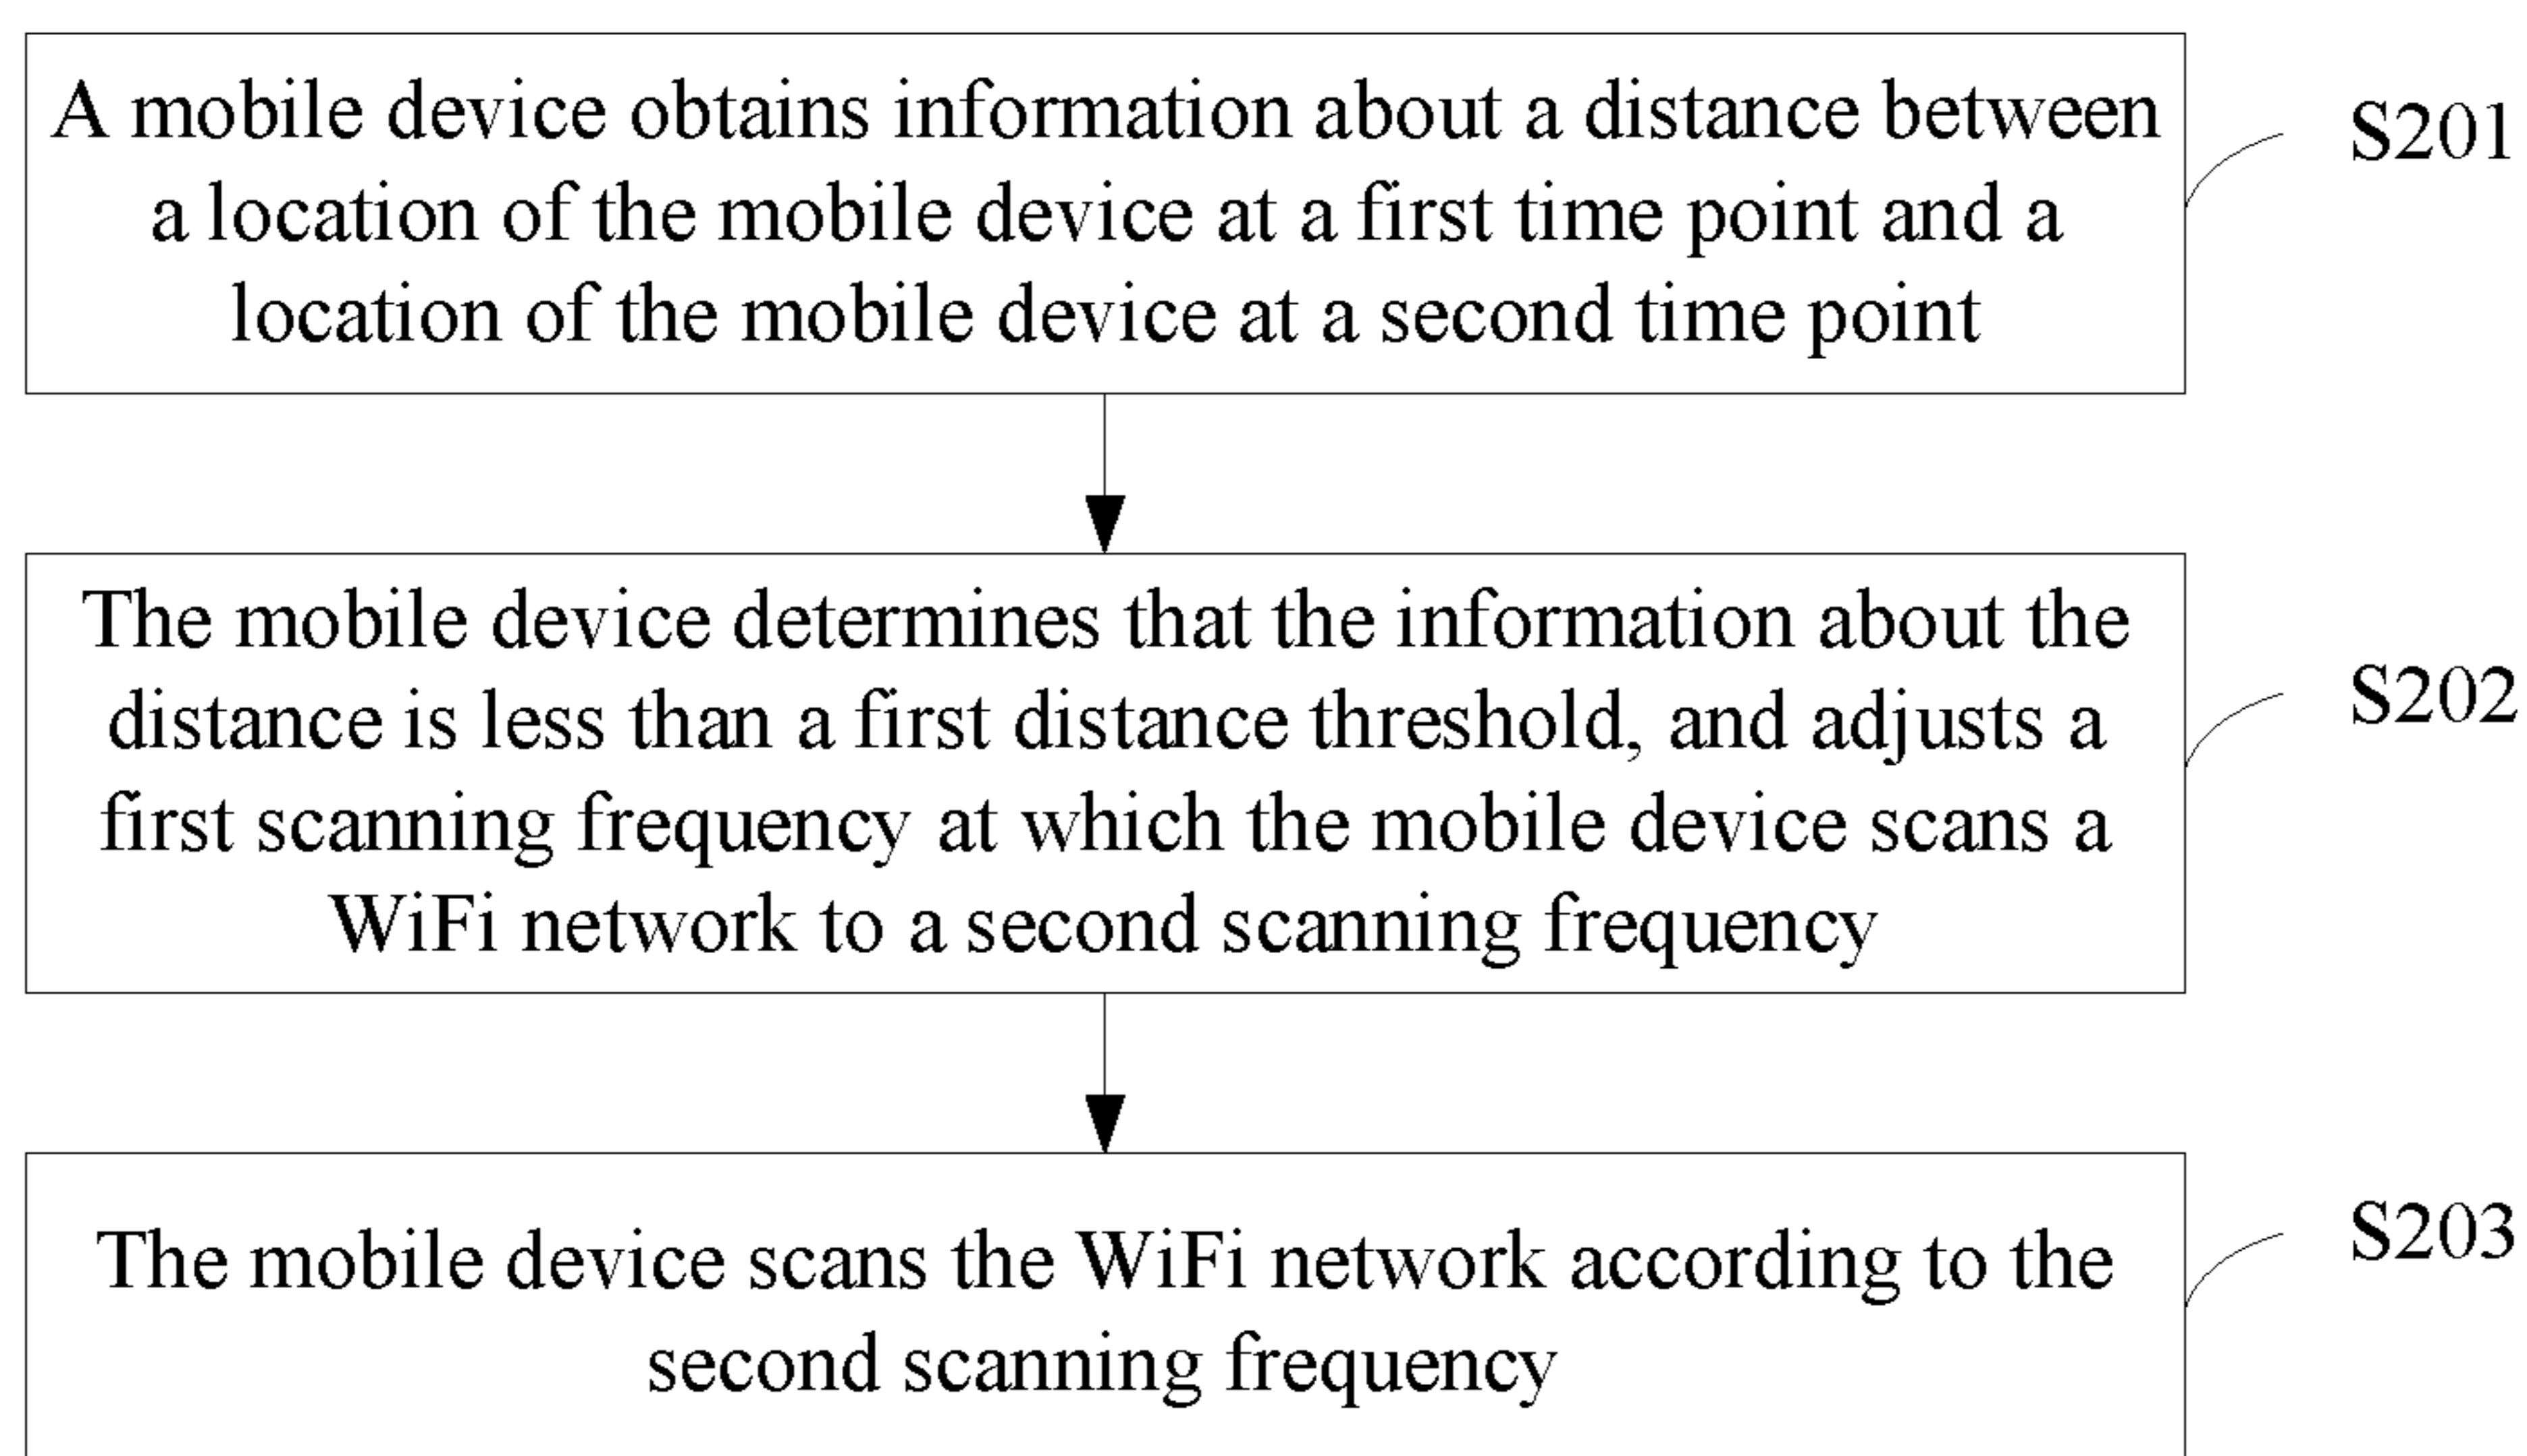 A mobile device obtains information about a distance between
a location of the mobile device at a first time point and a
location of the mobile device at a second time point
S201
The mobile device determines that the information about the
distance is less than a first distance threshold, and adjusts a
first scanning frequency at which the mobile device scans a
WiFi network to a second scanning frequency
S202
The mobile device scans the WiFi network according to the
second scanning frequency
S203